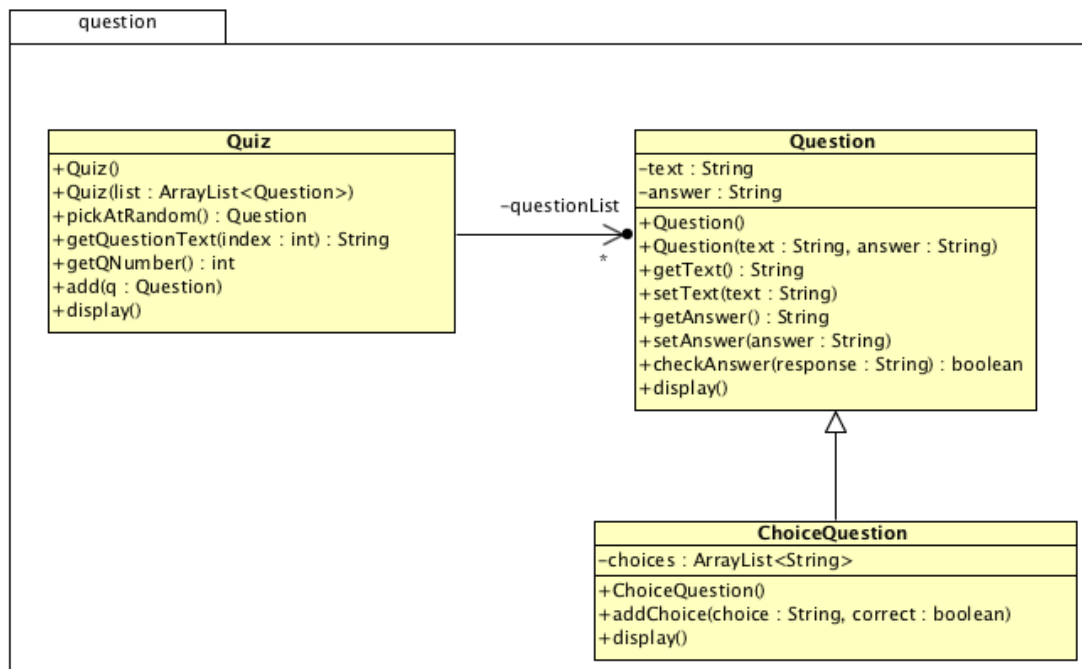 question
Quiz
+Quiz()
+Quiz(list : ArrayList<Question>)
+pickAtRandom() : Question
+getQuestionText(index : int) : String
+getQNumber() : int
+add(q : Question)
+display()
-questionList
*
Question
-text : String
-answer : String
+Question()
+Question(text : String, answer : String)
+getText() : String
+setText(text : String)
+getAnswer() : String
+setAnswer(answer : String)
+checkAnswer(response : String) : boolean
+display()
ChoiceQuestion
-choices : ArrayList<String>
+ChoiceQuestion()
+addChoice(choice : String, correct : boolean)
+display()